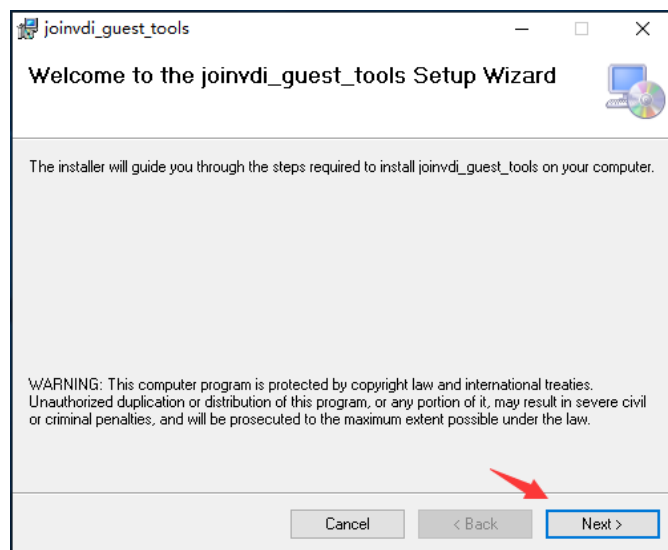 joinvdi_guest_tools
Welcome to the joinvdi_guest_tools Setup Wizard
The installer will guide you through the steps required to install joinvdi_guest_tools on your computer.
WARNING: This computer program is protected by copyright law and international treaties.
Unauthorized duplication or distribution of this program, or any portion of it, may result in severe civil
or criminal penalties, and will be prosecuted to the maximum extent possible under the law.
Cancel
< Back
Next >